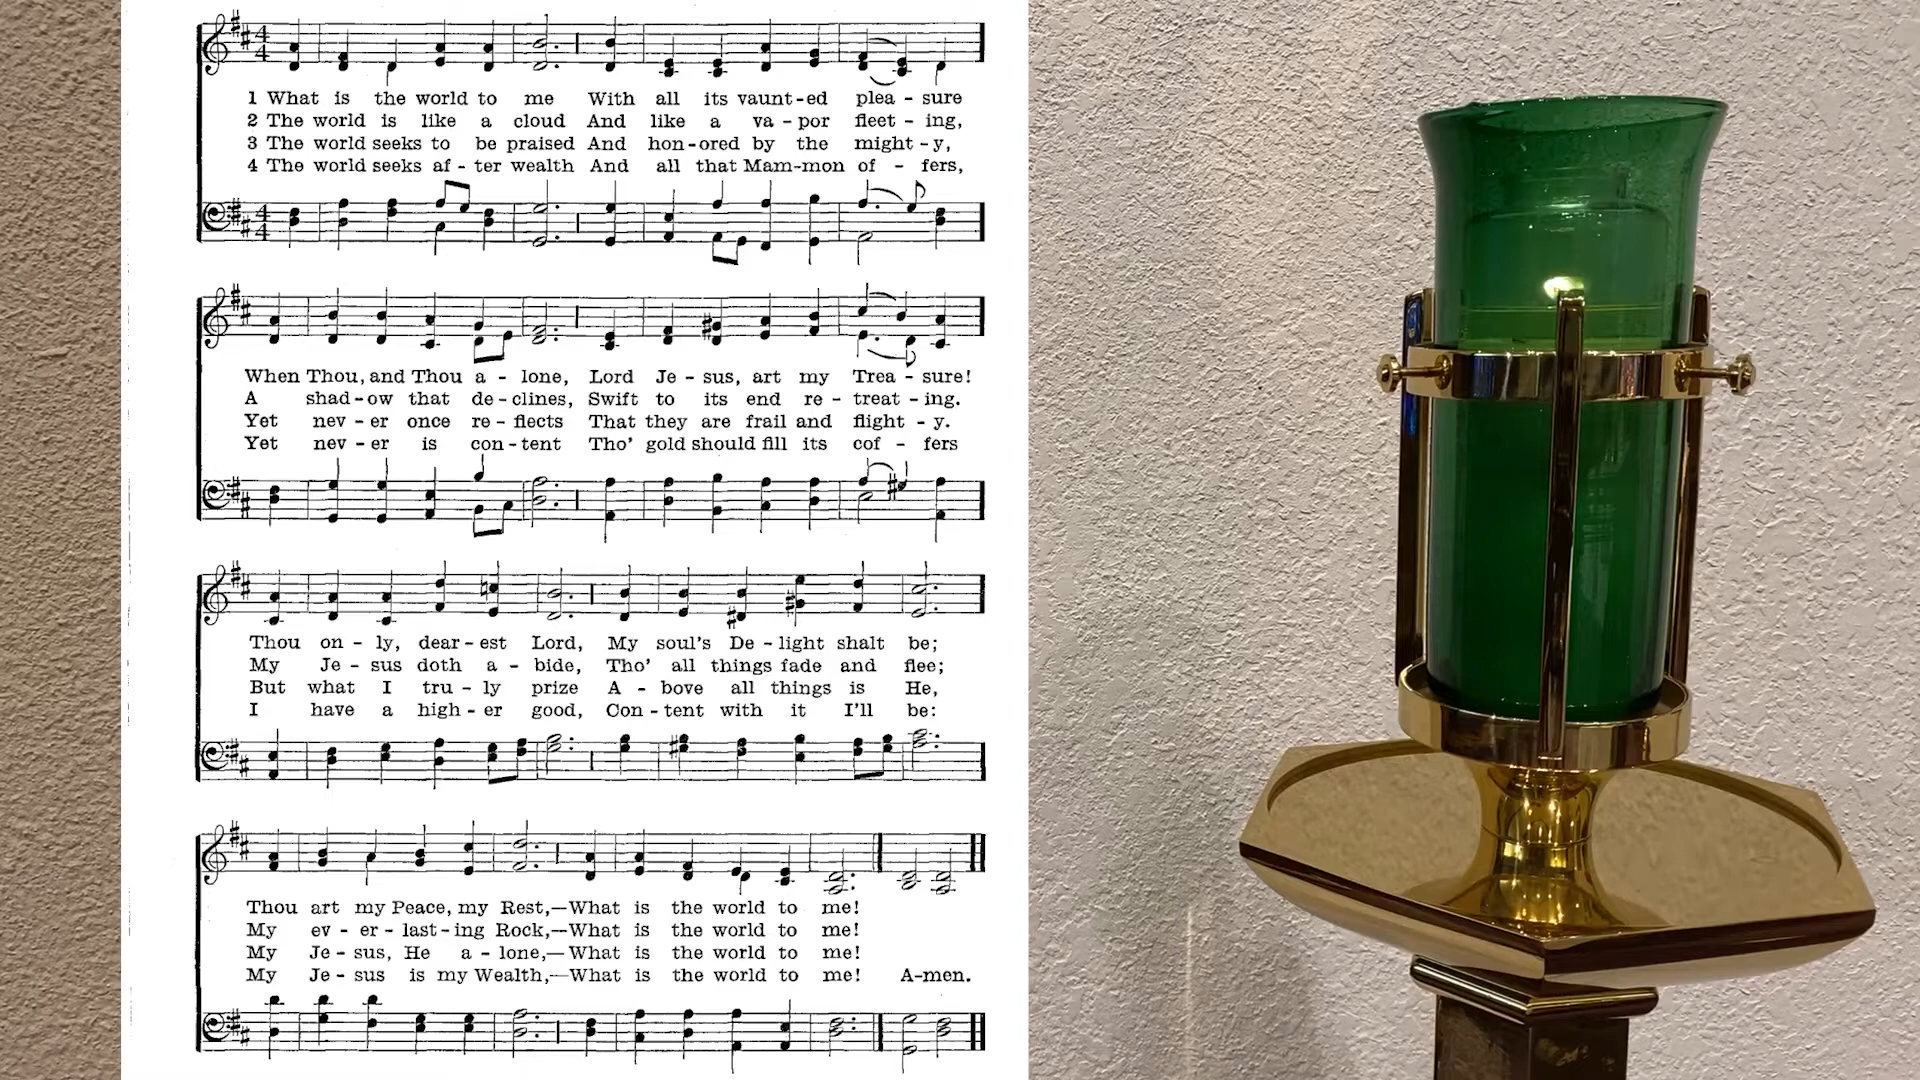 1 What is the world to me With all its vaunt-ed plea - sure
2 The world is like a cloud And like a va - por fleet - ing,
3 The world seeks to be praised And hon-ored by the might - y,
4 The world seeks af - ter wealth And all that Mam-mon of - fers,
When Thou, and Thou a - lone, Lord Je - sus, art my Trea - sure!
A shad - ow that de - clines, Swift to its end re - treat - ing.
Yet nev - er once re - flects That they are frail and flight - y.
Yet nev - er is con - tent Tho' gold should fill its cof - fers
Thou on - ly, dear - est Lord, My soul's De - light shalt be;
My Je - sus doth a - bide, Tho' all things fade and flee;
But what I tru - ly prize A - bove all things is He,
I have a high - er good, Con - tent with it I'll be:
Thou art my Peace, my Rest,—What is the world to me!
My ev - er - last - ing Rock,—What is the world to me!
My Je - sus, He a - lone,—What is the world to me!
My Je - sus is my Wealth,—What is the world to me! A-men.